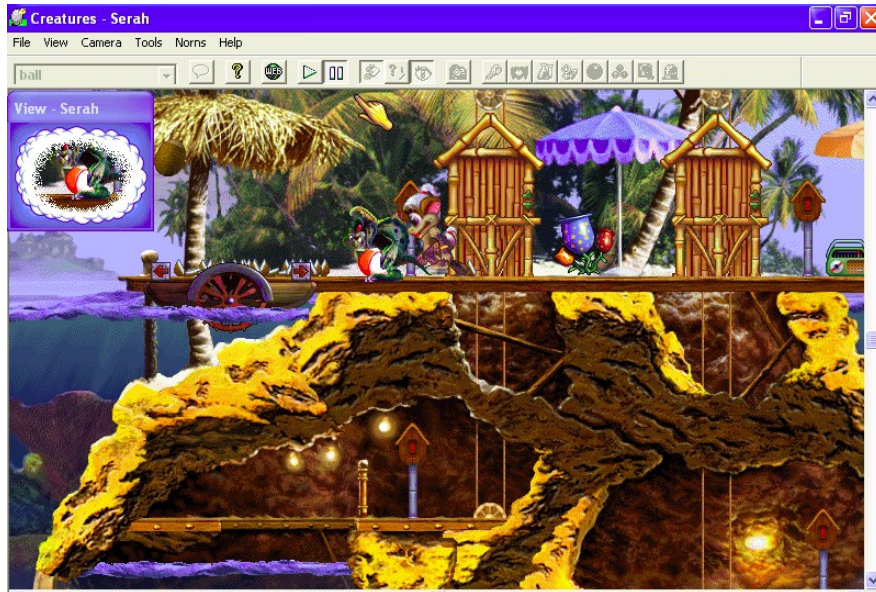 Creatures - Serah
File View Camera Tools Norns Help
ball
WEB
View - Serah